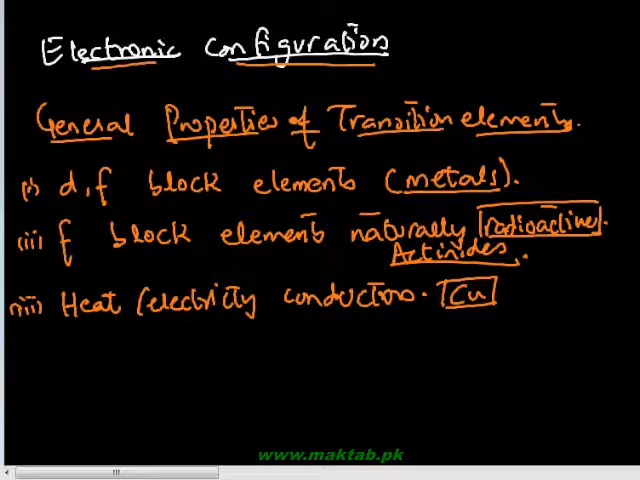 Electronic Configuration
General Properties of Transition elements.
(i) d, f block elements (metals).
(ii) f block elements naturally radioactive.
Actinides.
(iii) Heat / electricity conductors. Cu
www.maktab.pk